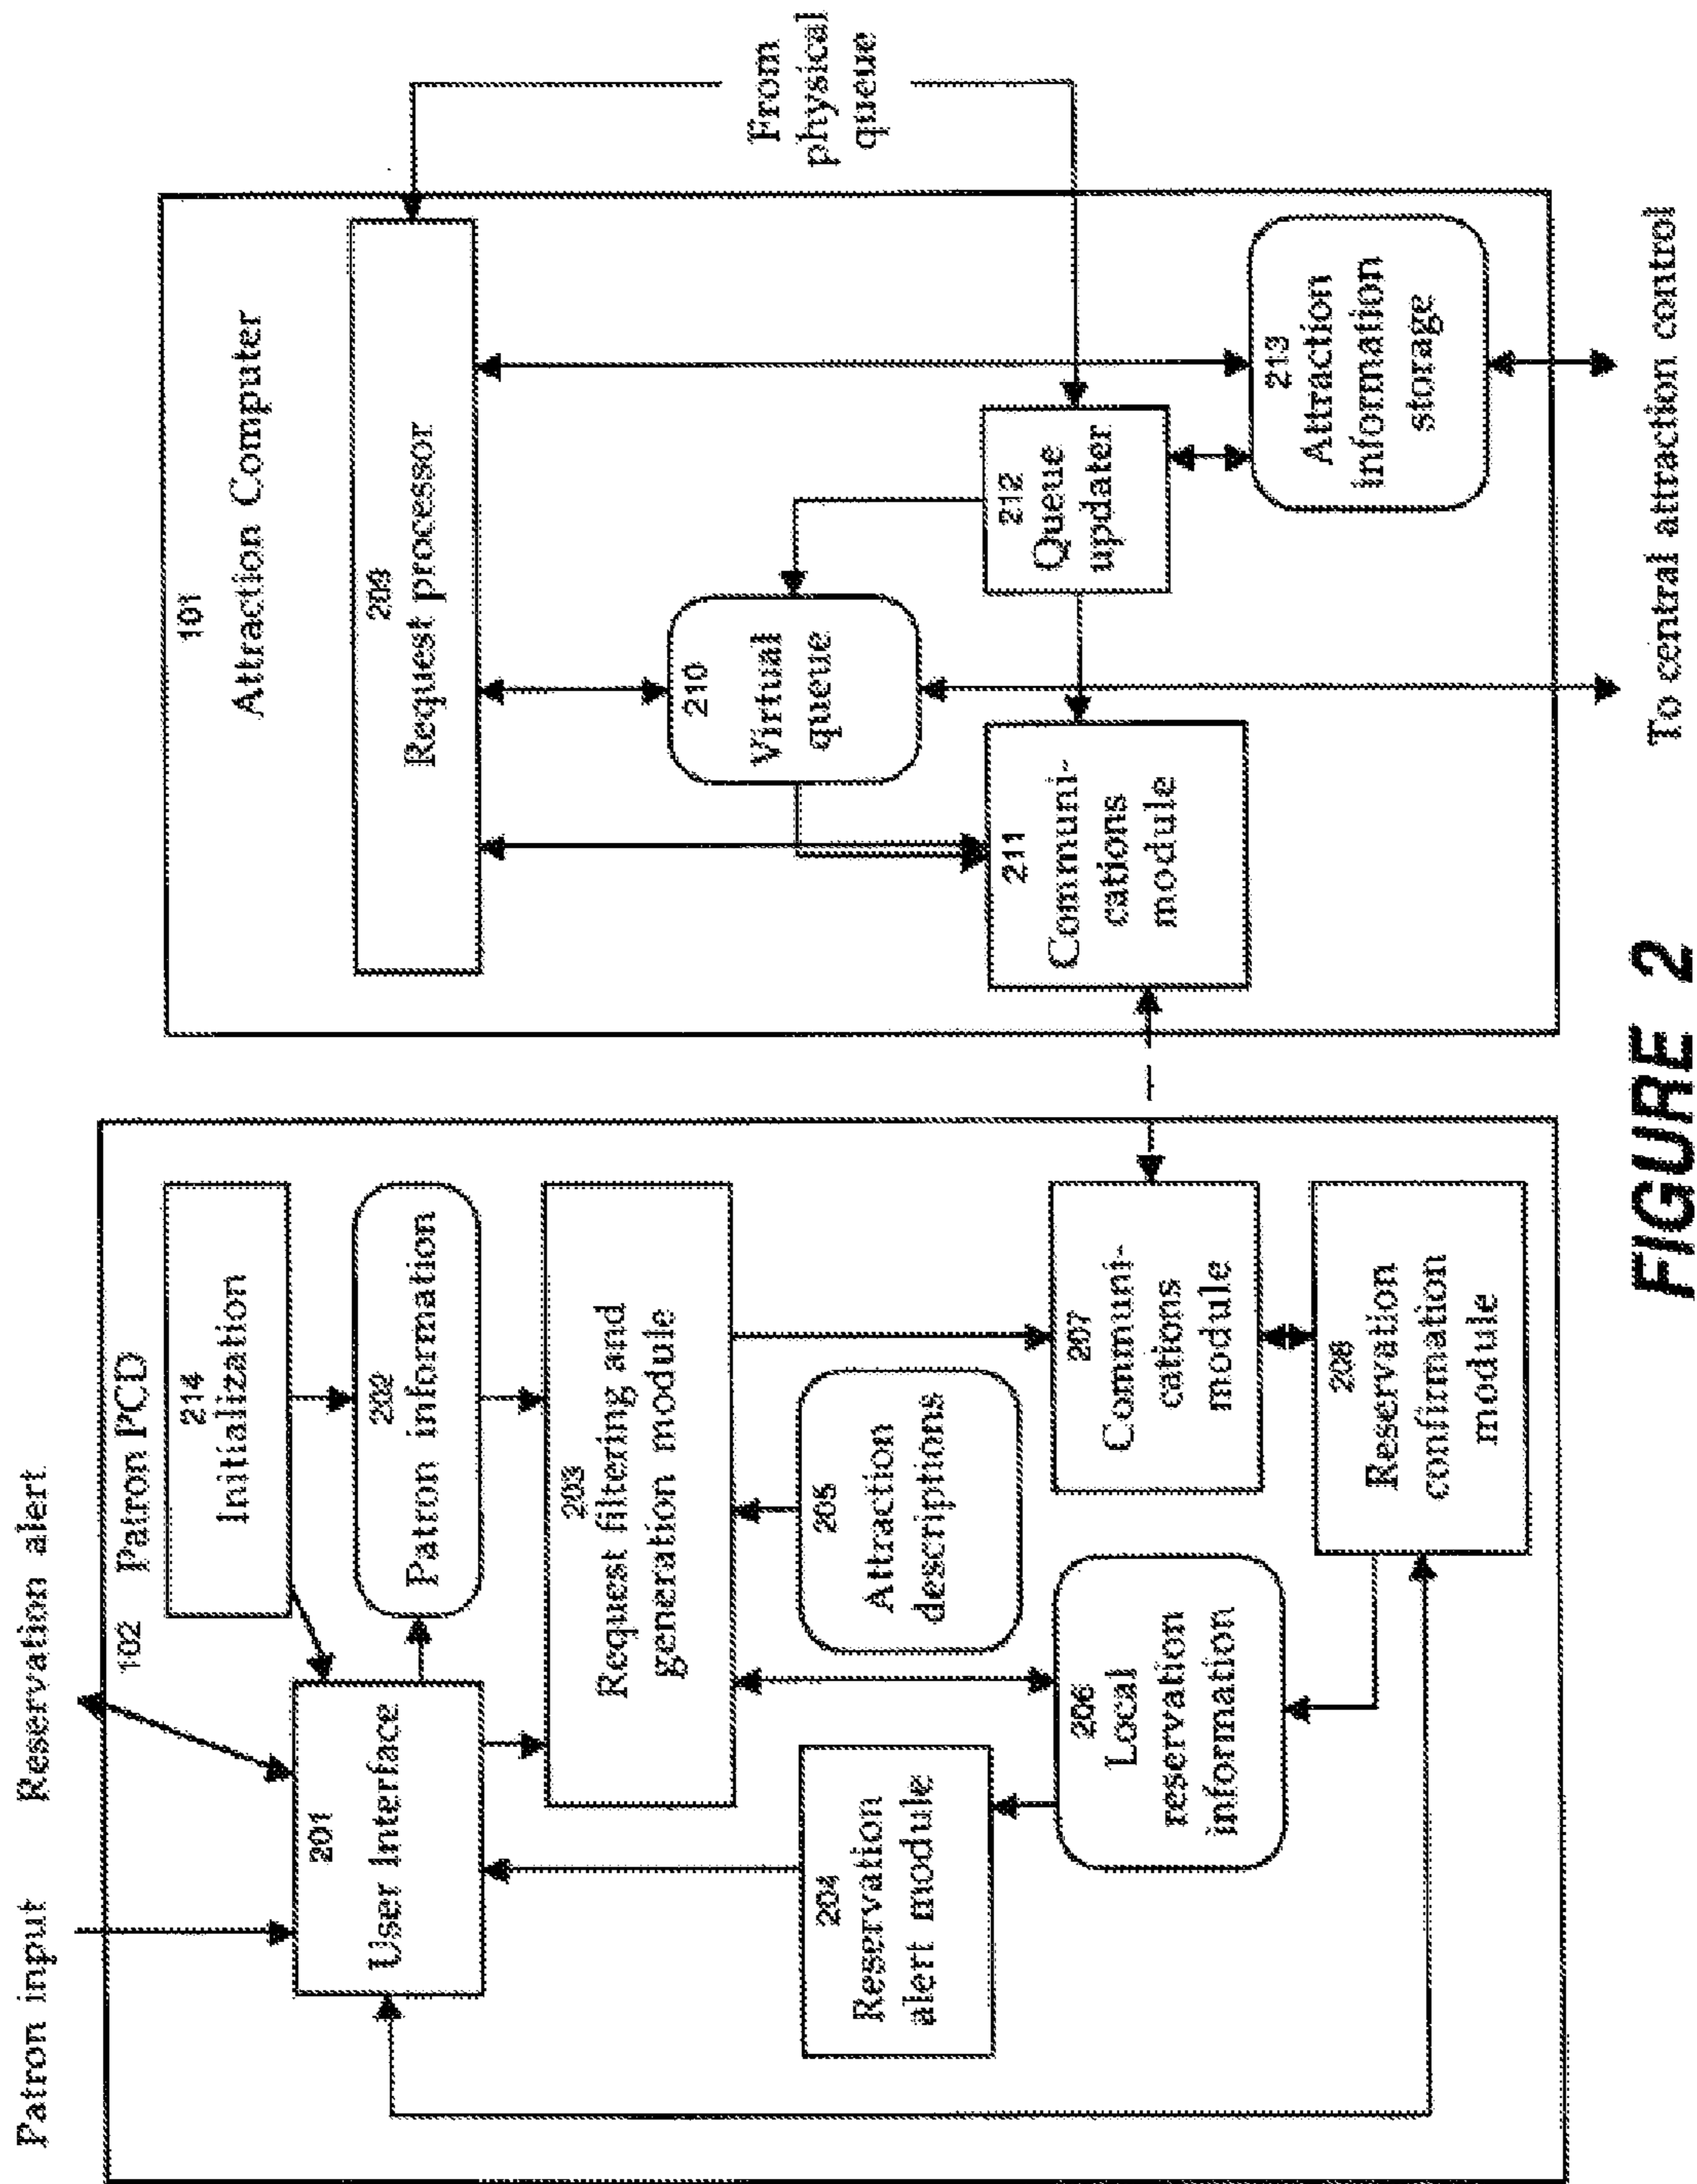 Patron input
Reservation alert
102 Patron PCD
214
Initialization
201
User Interface
202
Patron information
203
Request filtering and
generation module
204
Reservation
alert module
205
Attraction
descriptions
206
Local
reservation
information
207
Communi-
cations
module
208
Reservation
confirmation
module
101
Attraction Computer
209
Request processor
210
Virtual
queue
211
Communi-
cations
module
212
Queue
updater
213
Attraction
information
storage
From
physical
queue
To central attraction control
FIGURE 2